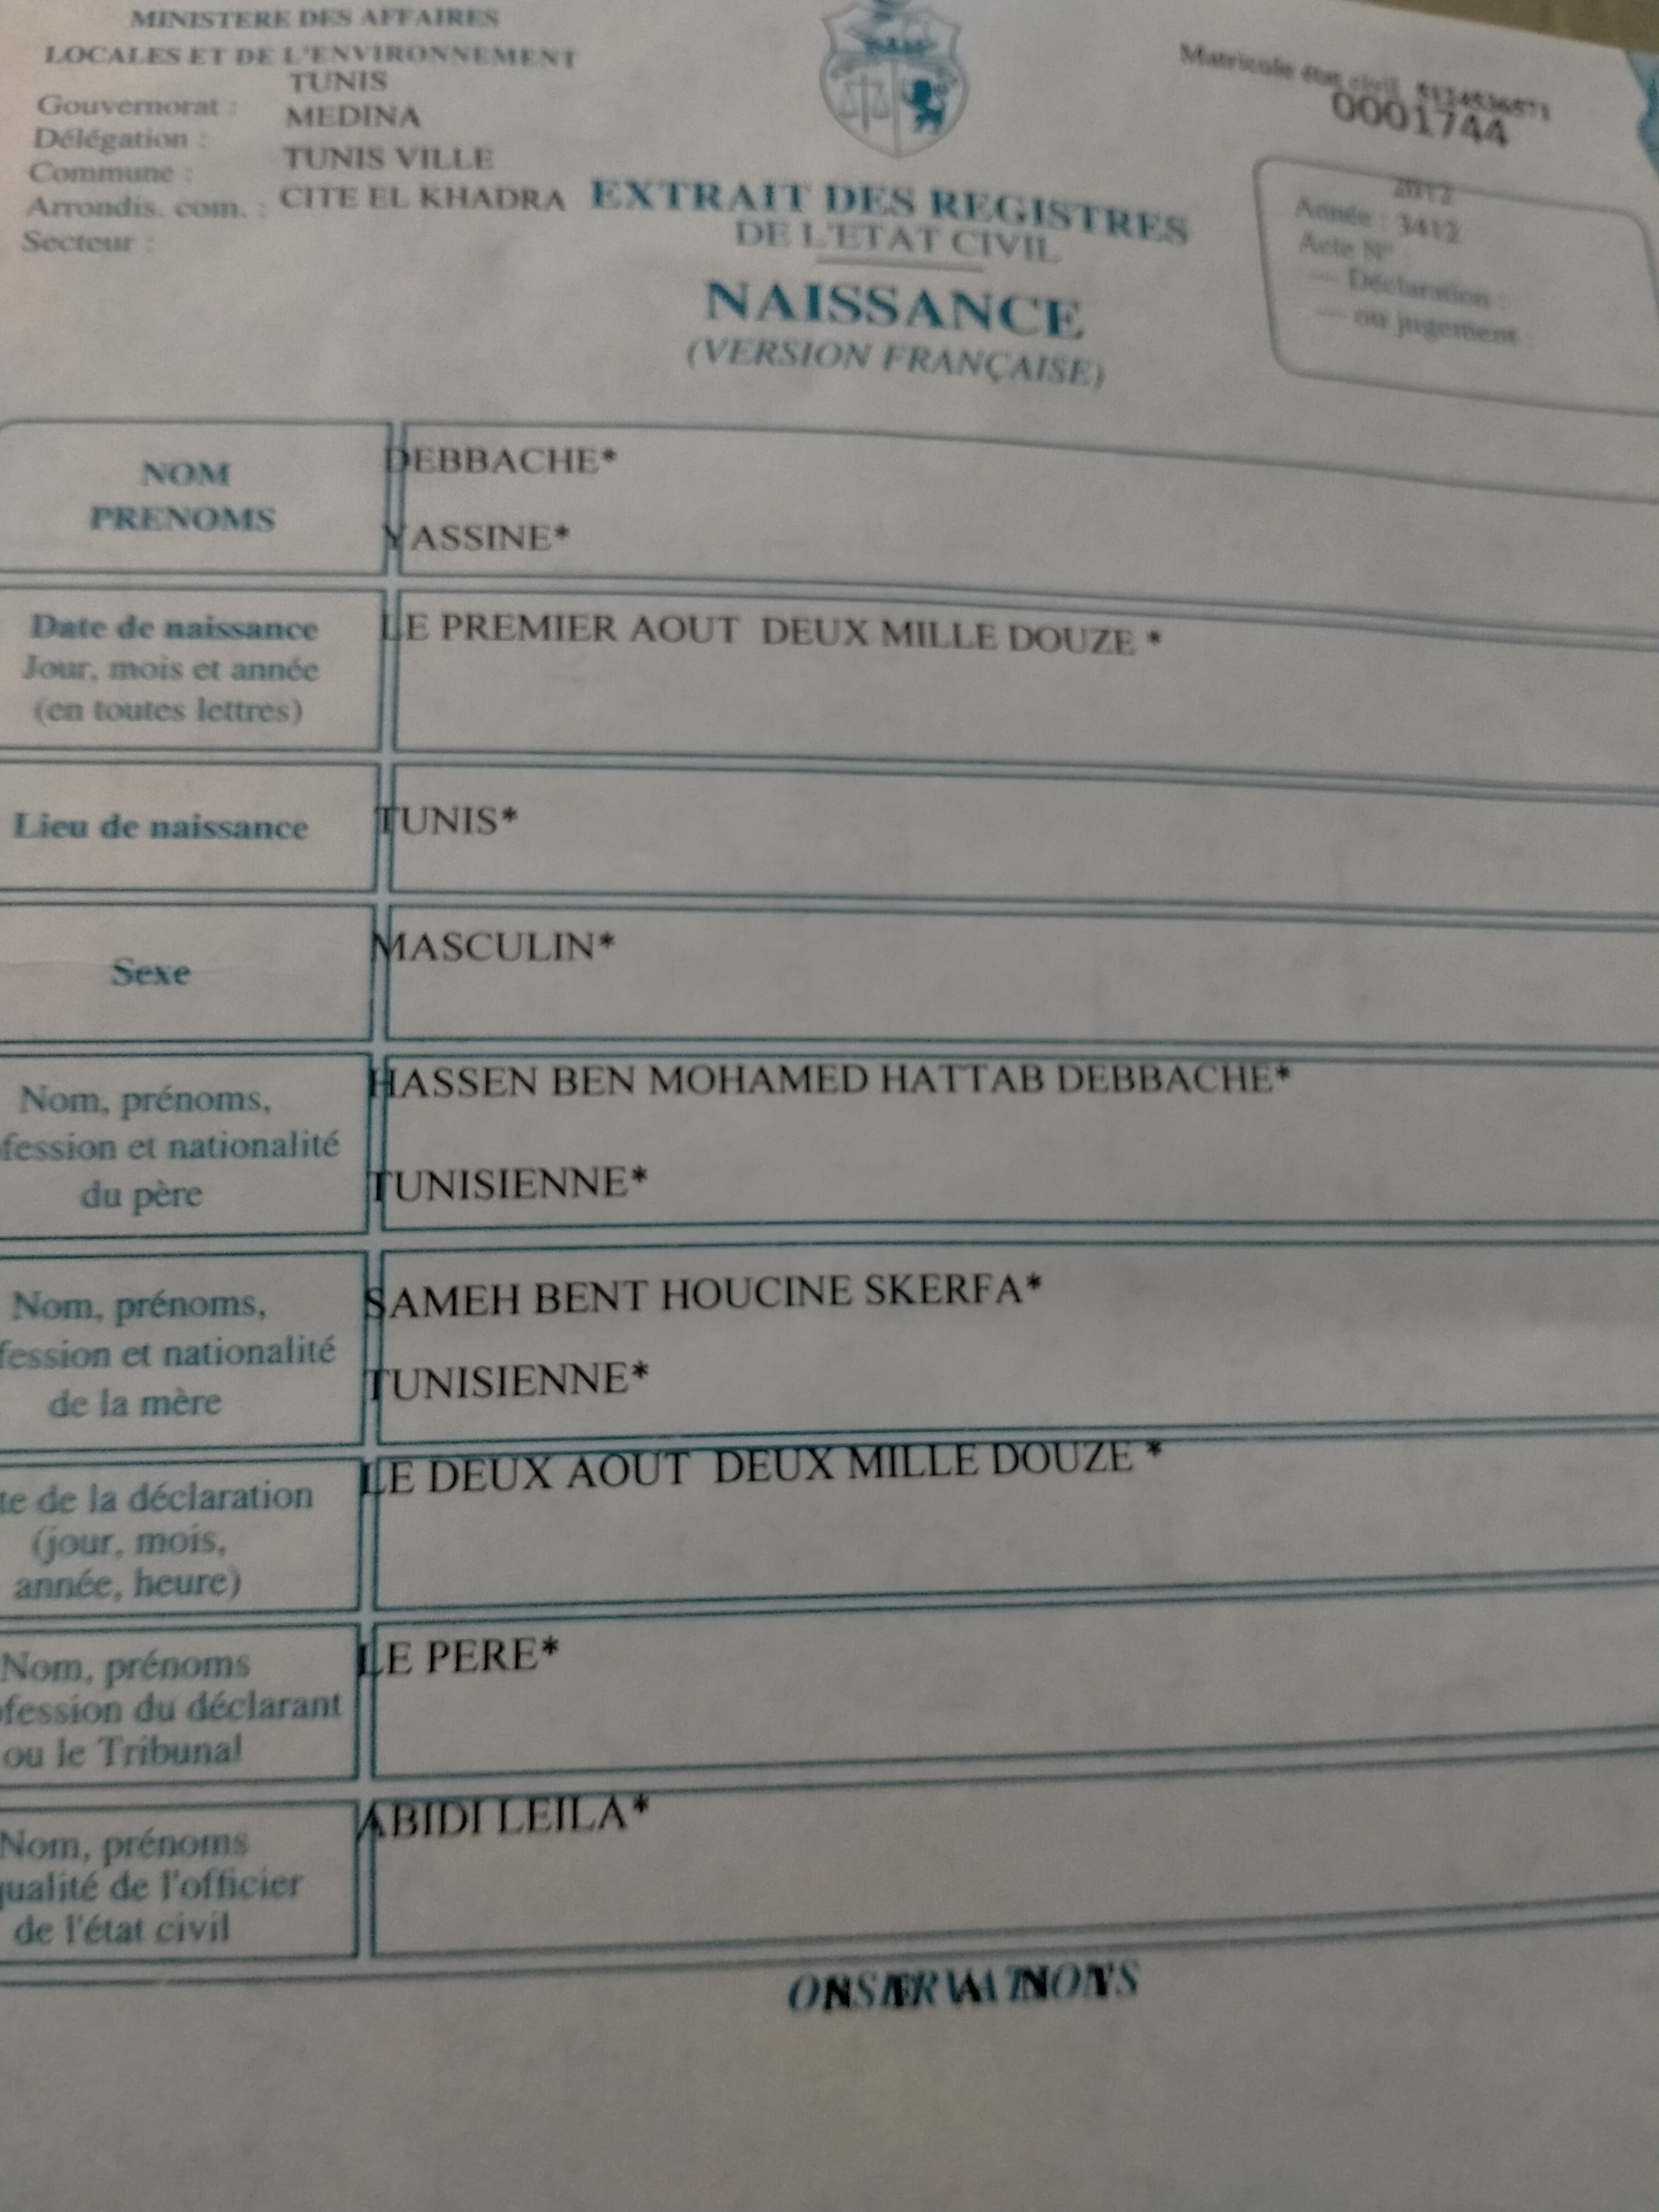 MINISTERE DES AFFAIRES
LOCALES ET DE L'ENVIRONNEMENT
Gouvernorat : TUNIS
Délégation : MEDINA
Commune : TUNIS VILLE
Arrondis. com. : CITE EL KHADRA
Secteur :
Matricule état civil
0001744
EXTRAIT DES REGISTRES
DE L'ETAT CIVIL
NAISSANCE
(VERSION FRANÇAISE)
2012
Année : 3412
Acte N°
— Déclaration :
— ou jugement :
NOM
PRENOMS
DEBBACHE*
YASSINE*
Date de naissance
Jour, mois et année
(en toutes lettres)
LE PREMIER AOUT DEUX MILLE DOUZE *
Lieu de naissance
TUNIS*
Sexe
MASCULIN*
Nom, prénoms,
fession et nationalité
du père
HASSEN BEN MOHAMED HATTAB DEBBACHE*
TUNISIENNE*
Nom, prénoms,
fession et nationalité
de la mère
SAMEH BENT HOUCINE SKERFA*
TUNISIENNE*
te de la déclaration
(jour, mois,
année, heure)
LE DEUX AOUT DEUX MILLE DOUZE *
Nom, prénoms
fession du déclarant
ou le Tribunal
LE PERE*
Nom, prénoms
qualité de l'officier
de l'état civil
ABIDI LEILA*